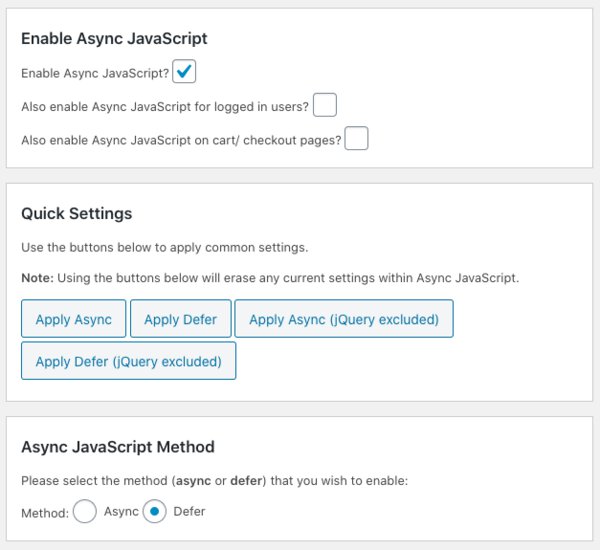 Enable Async JavaScript
Enable Async JavaScript?
Also enable Async JavaScript for logged in users?
Also enable Async JavaScript on cart/ checkout pages?
Quick Settings
Use the buttons below to apply common settings.
Note: Using the buttons below will erase any current settings within Async JavaScript.
Apply Async Apply Defer Apply Async (jQuery excluded)
Apply Defer (jQuery excluded)
Async JavaScript Method
Please select the method (async or defer) that you wish to enable:
Method: Async Defer